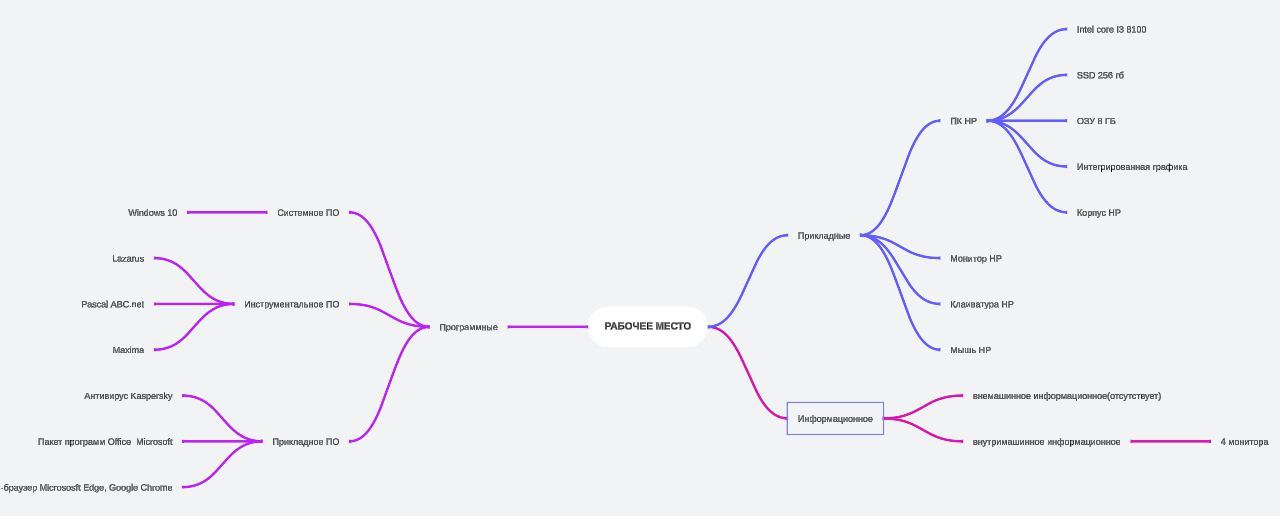 РАБОЧЕЕ МЕСТО
Программные
Системное ПО
Windows 10
Инструментальное ПО
Lazarus
Pascal ABC.net
Maxima
Прикладное ПО
Антивирус Kaspersky
Пакет програмп Office Microsoft
-браузер Micrososft Edge, Google Chrome
Прикладные
ПК HP
Intel core I3 8100
SSD 256 гб
ОЗУ 8 ГБ
Интегрированная графика
Корпус HP
Монитор HP
Клаиватура HP
Мышь HP
Информационное
внемашинное информационное(отсутствует)
внутримашинное информационное
4 монитора